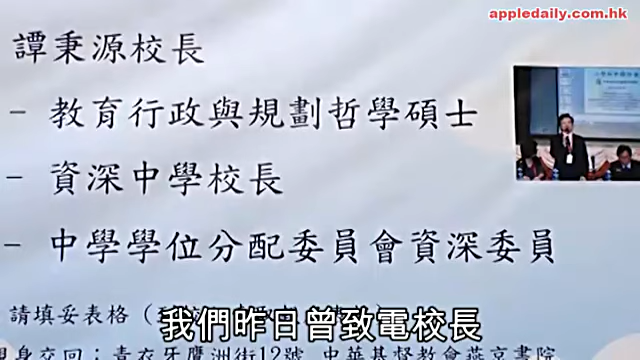 appledaily.com.hk
譚秉源校長
- 教育行政與規劃哲學碩士
- 資深中學校長
- 中學學位分配委員會資深委員
請填妥表格（
我們昨日曾致電校長
身交回：青衣牙鷹洲街12號 中華基督教會燕京書院